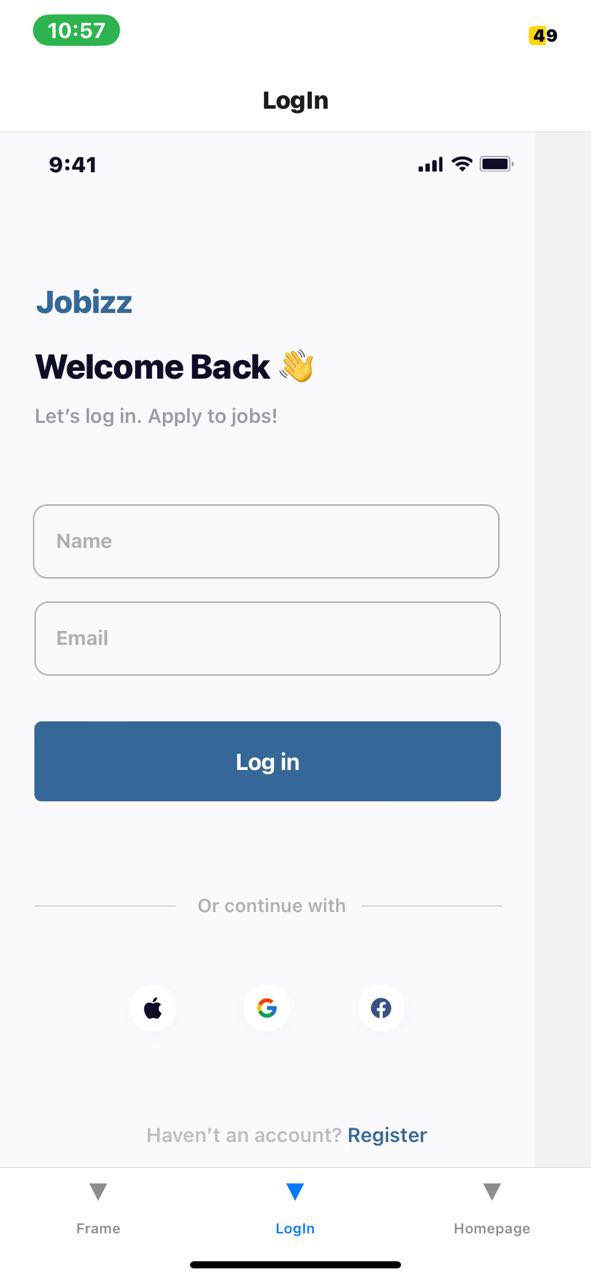 10:57
49
LogIn
9:41
Jobizz
Welcome Back 👋
Let’s log in. Apply to jobs!
Name
Email
Log in
Or continue with
Haven’t an account? Register
Frame
LogIn
Homepage